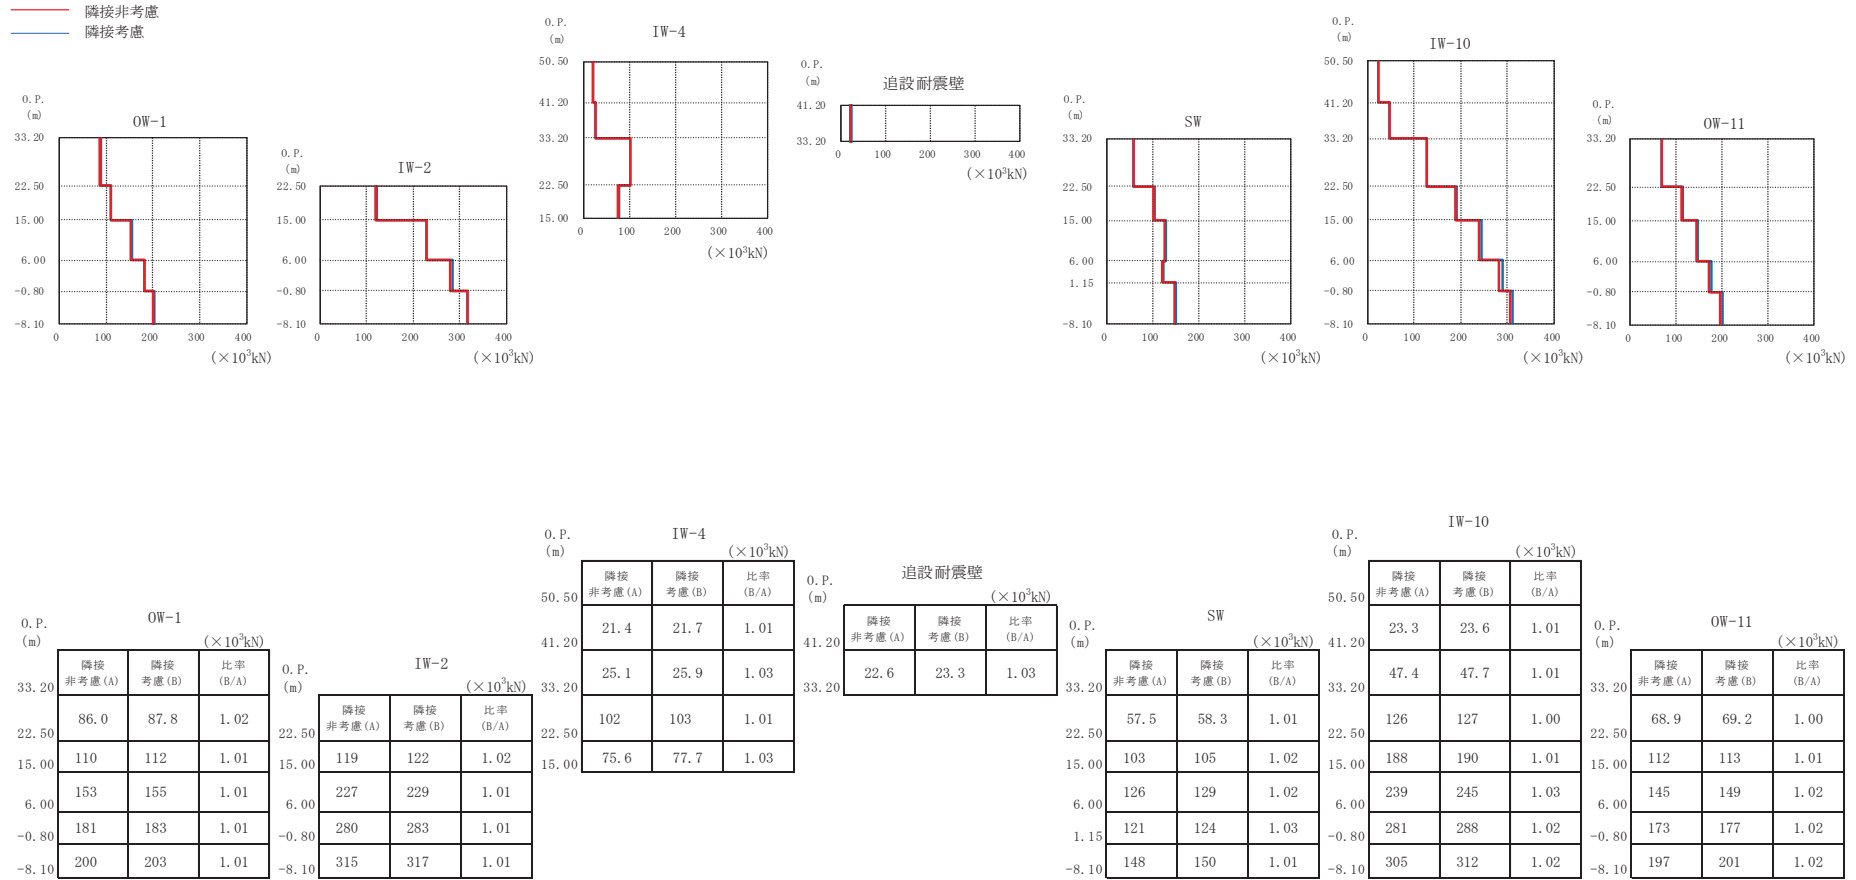 隣接非考慮
隣接考慮
O.P.
(m)
OW-1
33.20
22.50
15.00
6.00
-0.80
-8.10
0 100 200 300 400
(×10³kN)
O.P.
(m)
IW-2
22.50
15.00
6.00
-0.80
-8.10
0 100 200 300 400
(×10³kN)
O.P.
(m)
IW-4
50.50
41.20
33.20
22.50
15.00
0 100 200 300 400
(×10³kN)
O.P.
(m)
追設耐震壁
41.20
33.20
0 100 200 300 400
(×10³kN)
O.P.
(m)
SW
33.20
22.50
15.00
6.00
1.15
-8.10
0 100 200 300 400
(×10³kN)
O.P.
(m)
IW-10
50.50
41.20
33.20
22.50
15.00
6.00
-0.80
-8.10
0 100 200 300 400
(×10³kN)
O.P.
(m)
OW-11
33.20
22.50
15.00
6.00
-0.80
-8.10
0 100 200 300 400
(×10³kN)
OW-1
O.P.
(m)
(×10³kN)
隣接 隣接 比率
非考慮(A) 考慮(B) (B/A)
33.20
86.0 87.8 1.02
22.50
110 112 1.01
15.00
153 155 1.01
6.00
181 183 1.01
-0.80
200 203 1.01
-8.10
IW-2
O.P.
(m)
(×10³kN)
隣接 隣接 比率
非考慮(A) 考慮(B) (B/A)
22.50
119 122 1.02
15.00
227 229 1.01
6.00
280 283 1.01
-0.80
315 317 1.01
-8.10
IW-4
O.P.
(m)
(×10³kN)
隣接 隣接 比率
非考慮(A) 考慮(B) (B/A)
50.50
21.4 21.7 1.01
41.20
25.1 25.9 1.03
33.20
102 103 1.01
22.50
75.6 77.7 1.03
15.00
追設耐震壁
O.P.
(m)
(×10³kN)
隣接 隣接 比率
非考慮(A) 考慮(B) (B/A)
41.20
22.6 23.3 1.03
33.20
SW
O.P.
(m)
(×10³kN)
隣接 隣接 比率
非考慮(A) 考慮(B) (B/A)
33.20
57.5 58.3 1.01
22.50
103 105 1.02
15.00
126 129 1.02
6.00
121 124 1.03
1.15
148 150 1.01
-8.10
IW-10
O.P.
(m)
(×10³kN)
隣接 隣接 比率
非考慮(A) 考慮(B) (B/A)
50.50
23.3 23.6 1.01
41.20
47.4 47.7 1.01
33.20
126 127 1.00
22.50
188 190 1.01
15.00
239 245 1.03
6.00
281 288 1.02
-0.80
305 312 1.02
-8.10
OW-11
O.P.
(m)
(×10³kN)
隣接 隣接 比率
非考慮(A) 考慮(B) (B/A)
33.20
68.9 69.2 1.00
22.50
112 113 1.01
15.00
145 149 1.02
6.00
173 177 1.02
-0.80
197 201 1.02
-8.10